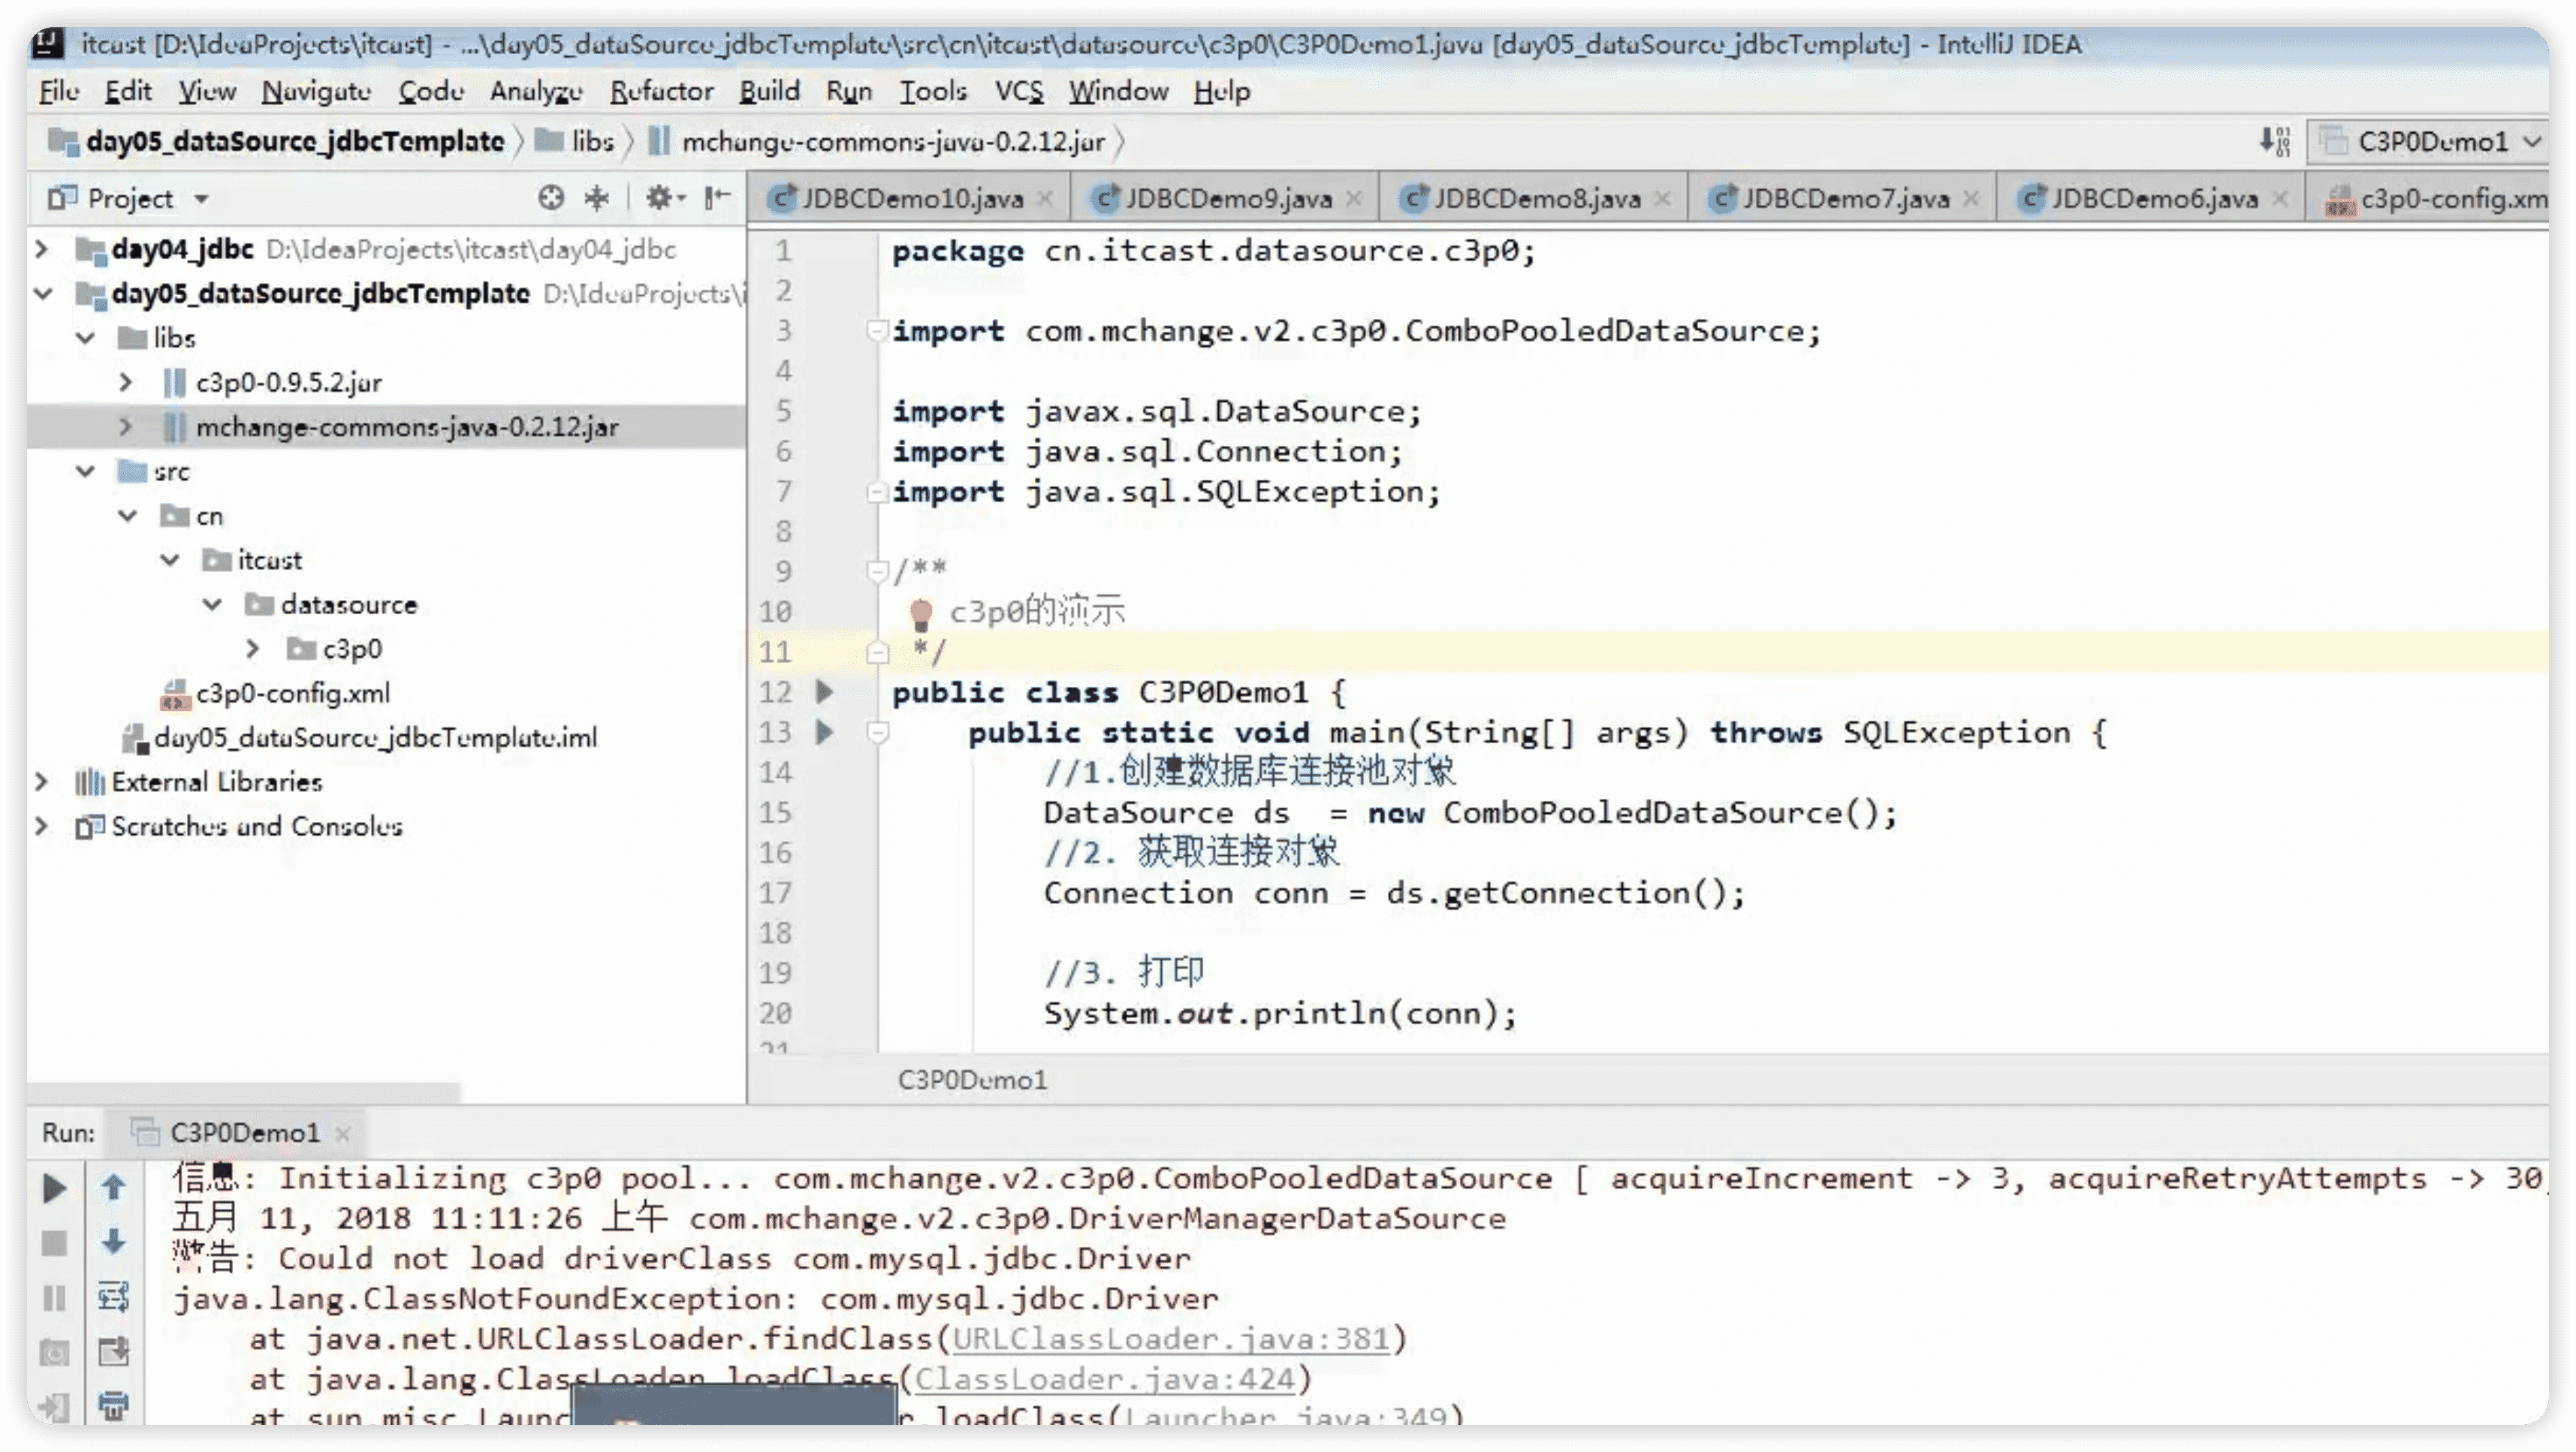 itcast [D:\IdeaProjects\itcast] - ...\day05_dataSource_jdbcTemplate\src\cn\itcast\datasource\c3p0\C3P0Demo1.java [day05_dataSource_jdbcTemplate] - IntelliJ IDEA
File Edit View Navigate Code Analyze Refactor Build Run Tools VCS Window Help
day05_dataSource_jdbcTemplate libs mchange-commons-java-0.2.12.jar
C3P0Demo1
Project
day04_jdbc D:\IdeaProjects\itcast\day04_jdbc
day05_dataSource_jdbcTemplate D:\IdeaProjects\i
libs
c3p0-0.9.5.2.jar
mchange-commons-java-0.2.12.jar
src
cn
itcast
datasource
c3p0
c3p0-config.xml
day05_dataSource_jdbcTemplate.iml
External Libraries
Scratches and Consoles
JDBCDemo10.java JDBCDemo9.java JDBCDemo8.java JDBCDemo7.java JDBCDemo6.java c3p0-config.xm
1 package cn.itcast.datasource.c3p0;
2
3 import com.mchange.v2.c3p0.ComboPooledDataSource;
4
5 import javax.sql.DataSource;
6 import java.sql.Connection;
7 import java.sql.SQLException;
8
9 /**
10 c3p0的演示
11 */
12 public class C3P0Demo1 {
13 public static void main(String[] args) throws SQLException {
14 //1.创建数据库连接池对象
15 DataSource ds  = new ComboPooledDataSource();
16 //2. 获取连接对象
17 Connection conn = ds.getConnection();
18
19 //3. 打印
20 System.out.println(conn);
21
C3P0Demo1
Run: C3P0Demo1
信息: Initializing c3p0 pool... com.mchange.v2.c3p0.ComboPooledDataSource [ acquireIncrement -> 3, acquireRetryAttempts -> 30,
五月 11, 2018 11:11:26 上午 com.mchange.v2.c3p0.DriverManagerDataSource
警告: Could not load driverClass com.mysql.jdbc.Driver
java.lang.ClassNotFoundException: com.mysql.jdbc.Driver
at java.net.URLClassLoader.findClass(URLClassLoader.java:381)
at java.lang.ClassLoader.loadClass(ClassLoader.java:424)
at sun.misc.Launc r.loadClass(Launcher.java:349)